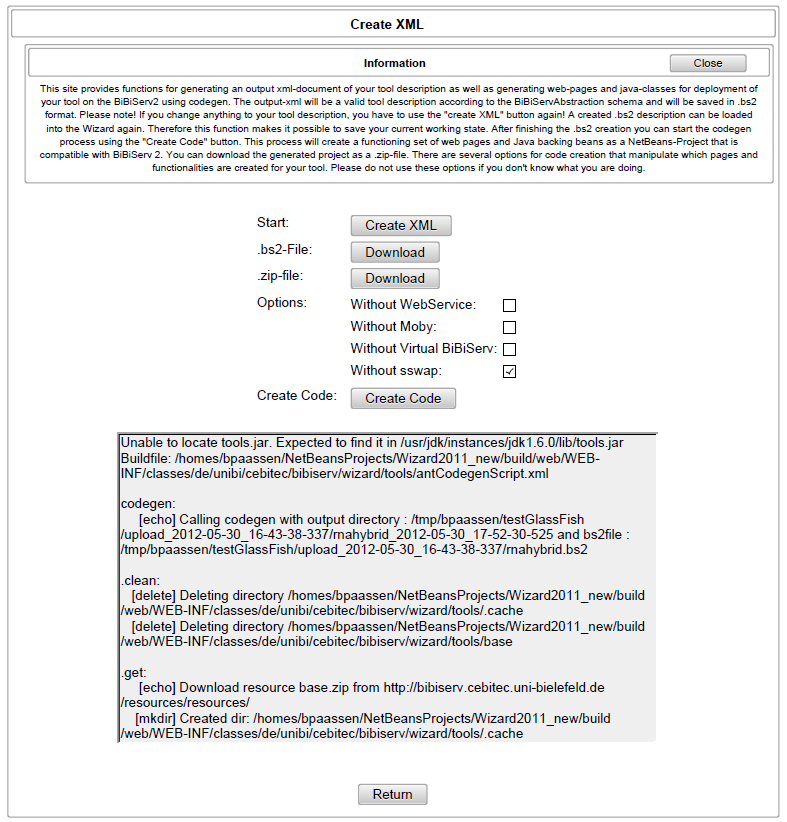 Create XML
Information
Close
This site provides functions for generating an output xml-document of your tool description as well as generating web-pages and java-classes for deployment of
your tool on the BiBiServ2 using codegen. The output-xml will be a valid tool description according to the BiBiServAbstraction schema and will be saved in .bs2
format. Please note! If you change anything to your tool description, you have to use the "create XML" button again! A created .bs2 description can be loaded
into the Wizard again. Therefore this function makes it possible to save your current working state. After finishing the .bs2 creation you can start the codegen
process using the "Create Code" button. This process will create a functioning set of web pages and Java backing beans as a NetBeans-Project that is
compatible with BiBiServ 2. You can download the generated project as a .zip-file. There are several options for code creation that manipulate which pages and
functionalities are created for your tool. Please do not use these options if you don't know what you are doing.
Start:
Create XML
.bs2-File:
Download
.zip-file:
Download
Options:
Without WebService:
Without Moby:
Without Virtual BiBiServ:
Without sswap:
Create Code:
Create Code
Unable to locate tools.jar. Expected to find it in /usr/jdk/instances/jdk1.6.0/lib/tools.jar
Buildfile: /homes/bpaassen/NetBeansProjects/Wizard2011_new/build/web/WEB-
INF/classes/de/unibi/cebitec/bibiserv/wizard/tools/antCodegenScript.xml
codegen:
[echo] Calling codegen with output directory : /tmp/bpaassen/testGlassFish
/upload_2012-05-30_16-43-38-337/rnahybrid_2012-05-30_17-52-30-525 and bs2file :
/tmp/bpaassen/testGlassFish/upload_2012-05-30_16-43-38-337/rnahybrid.bs2
.clean:
[delete] Deleting directory /homes/bpaassen/NetBeansProjects/Wizard2011_new/build
/web/WEB-INF/classes/de/unibi/cebitec/bibiserv/wizard/tools/.cache
[delete] Deleting directory /homes/bpaassen/NetBeansProjects/Wizard2011_new/build
/web/WEB-INF/classes/de/unibi/cebitec/bibiserv/wizard/tools/base
.get:
[echo] Download resource base.zip from http://bibiserv.cebitec.uni-bielefeld.de
/resources/resources/
[mkdir] Created dir: /homes/bpaassen/NetBeansProjects/Wizard2011_new/build
/web/WEB-INF/classes/de/unibi/cebitec/bibiserv/wizard/tools/.cache
Return